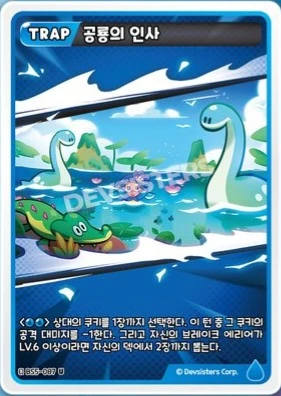 TRAP 공룡의 인사
DEVSISTERS
<💧💧> 상대의 쿠키를 1장까지 선택한다. 이 턴 중 그 쿠키의
공격 대미지를 -1한다. 그리고 자신의 브레이크 에리어가
LV.6 이상이라면 자신의 덱에서 2장까지 뽑는다.
BS5-087 U
© Devsisters Corp.